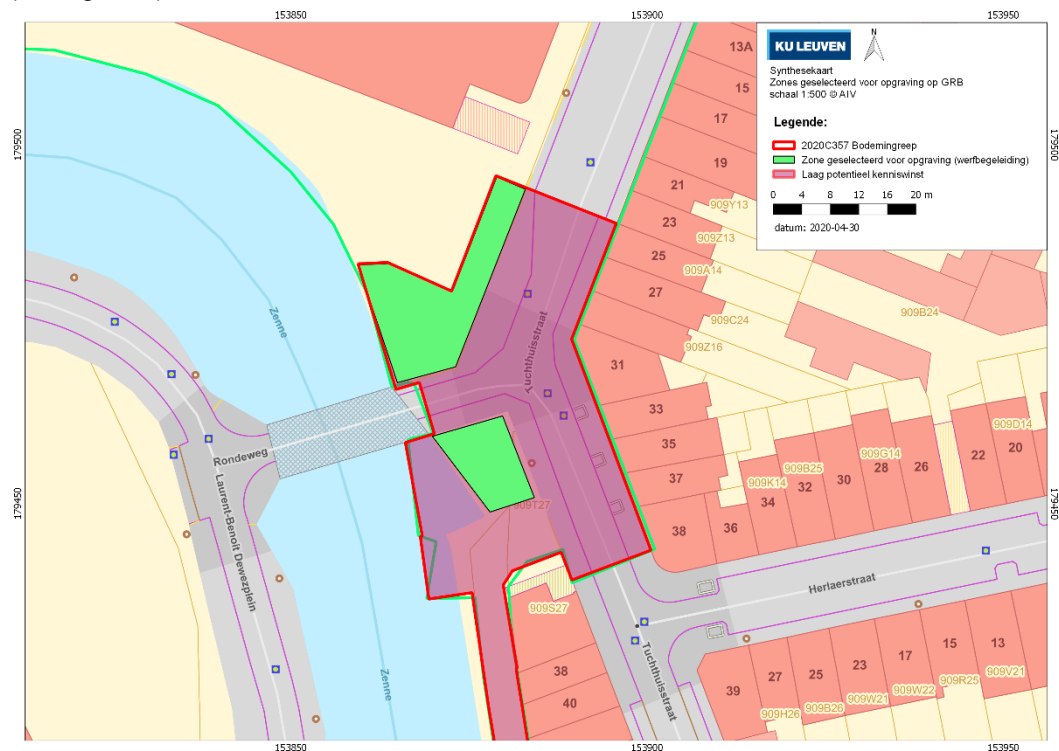 153850
153900
153950
KU LEUVEN
N
Synthesekaart
Zones geselecteerd voor opgraving op GRB
schaal 1:500 © AIV
Legende:
2020C357 Bodemingreep
Zone geselecteerd voor opgraving (werfbegeleiding)
Laag potentieel kenniswinst
0 4 8 12 16 20 m
datum: 2020-04-30
179500
179500
13A
15
17
19
21
909Y13
23
909Z13
25
909A14
27
909C24
909B24
909Z16
31
Zenne
Tuchthuisstraat
33
35
37
38
36
34
32
30
28
26
22
20
909K14
909B25
909G14
909D14
Rondeweg
Laurent-Benoit Dewezplein
179450
179450
909T27
909S27
Herlaerstraat
Zenne
Tuchthuisstraat
38
40
39
27
25
23
17
15
13
909H26
909B26
909W21
909W22
909R25
909V21
153850
153900
153950